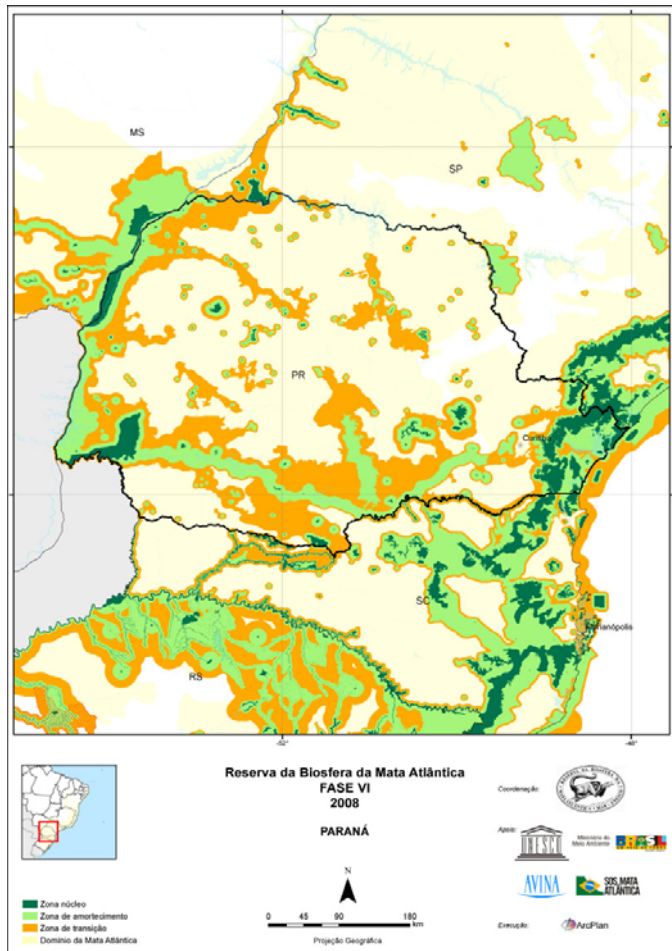 MS
SP
PR
Curitiba
SC
Florianópolis
RS
-52°
-48°
Reserva da Biosfera da Mata Atlântica
FASE VI
2008
PARANÁ
N
0 45 90 180
km
Projeção Geográfica
Zona núcleo
Zona de amortecimento
Zona de transição
Domínio da Mata Atlântica
Coordenação:
Apoio:
UNESCO
Ministério do
Meio Ambiente
BRASIL
AVINA
SOS MATA
ATLÂNTICA
Execução:
ArcPlan